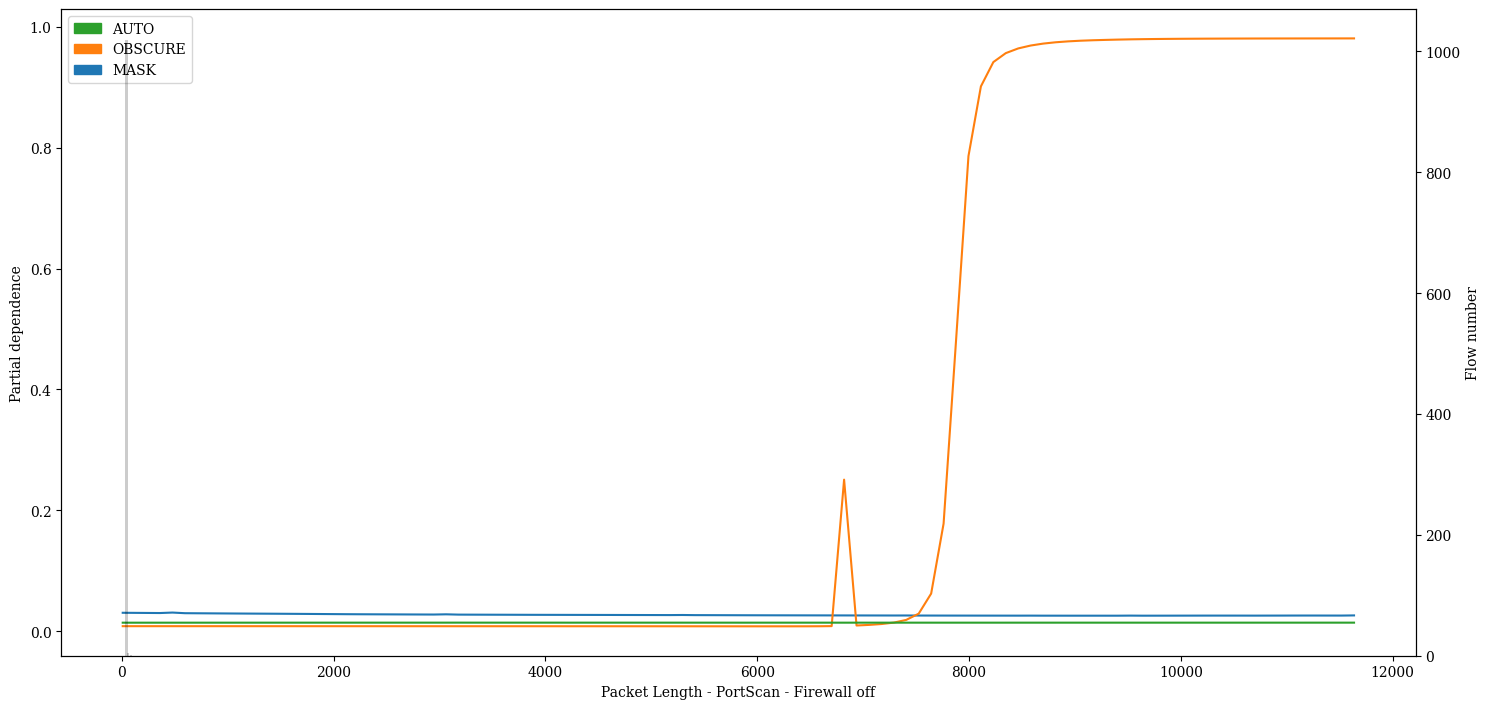 AUTO
OBSCURE
MASK
1.0
0.8
0.6
0.4
0.2
0.0
Partial dependence
1000
800
600
400
200
0
Flow number
0 2000 4000 6000 8000 10000 12000
Packet Length - PortScan - Firewall off